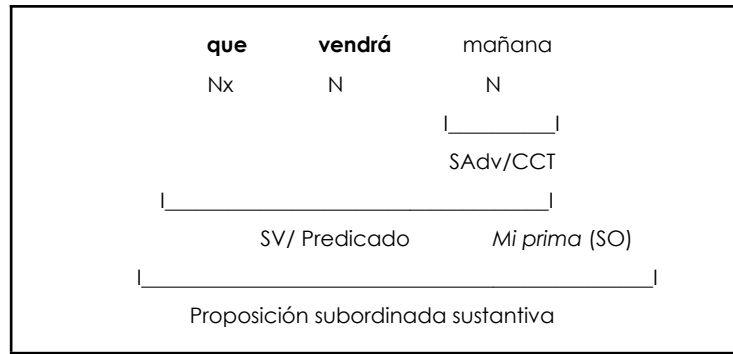 que vendrá mañana
Nx N N
SAdv/CCT
SV/ Predicado Mi prima (SO)
Proposición subordinada sustantiva